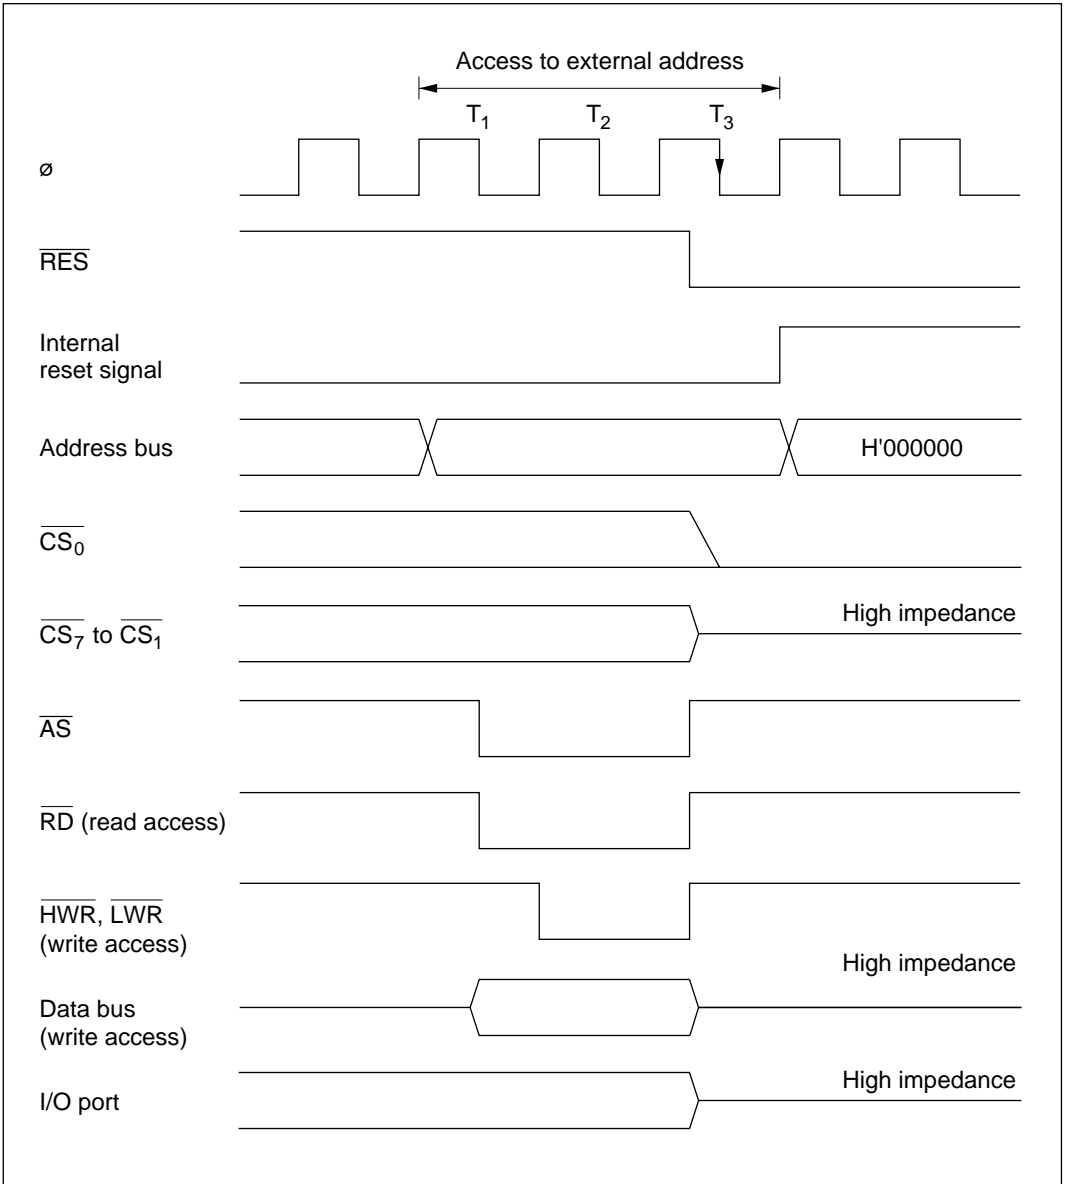 Access to external address
T1 T2 T3
ø
RES
Internal
reset signal
Address bus
H'000000
CS0
High impedance
CS7 to CS1
AS
RD (read access)
HWR, LWR
(write access)
High impedance
Data bus
(write access)
High impedance
I/O port